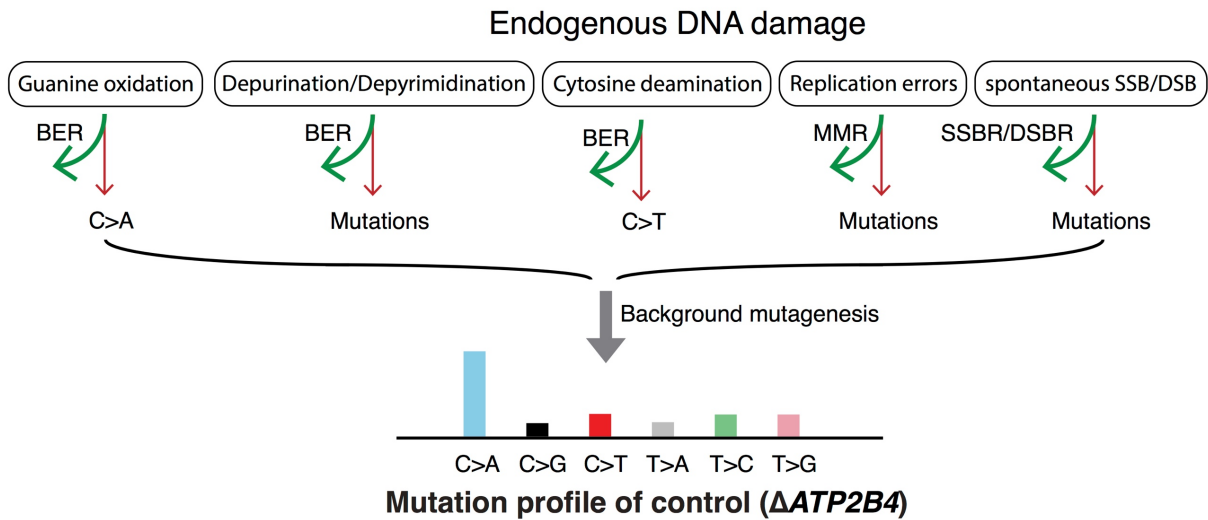 Endogenous DNA damage
Guanine oxidation
Depurination/Depyrimidination
Cytosine deamination
Replication errors
spontaneous SSB/DSB
BER
BER
BER
MMR
SSBR/DSBR
C>A
Mutations
C>T
Mutations
Mutations
Background mutagenesis
C>A
C>G
C>T
T>A
T>C
T>G
Mutation profile of control (ΔATP2B4)